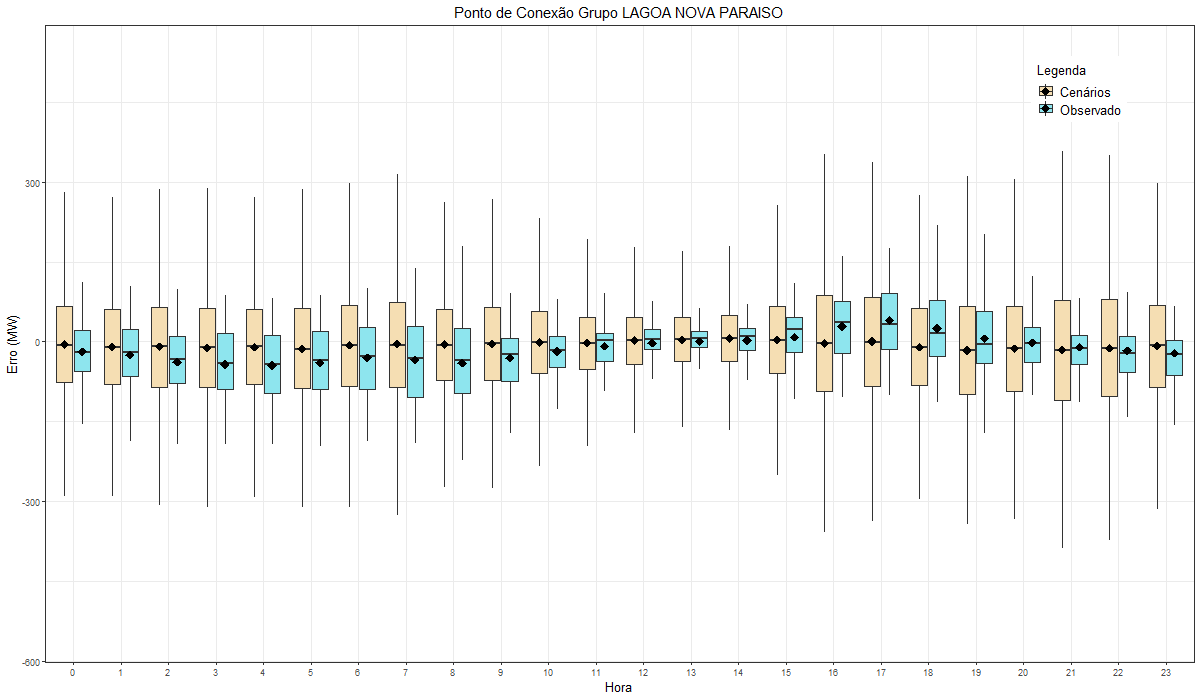 Ponto de Conexão Grupo LAGOA NOVA PARAISO
Legenda
Cenários
Observado
Erro (MW)
300
0
-300
-600
0 1 2 3 4 5 6 7 8 9 10 11 12 13 14 15 16 17 18 19 20 21 22 23
Hora